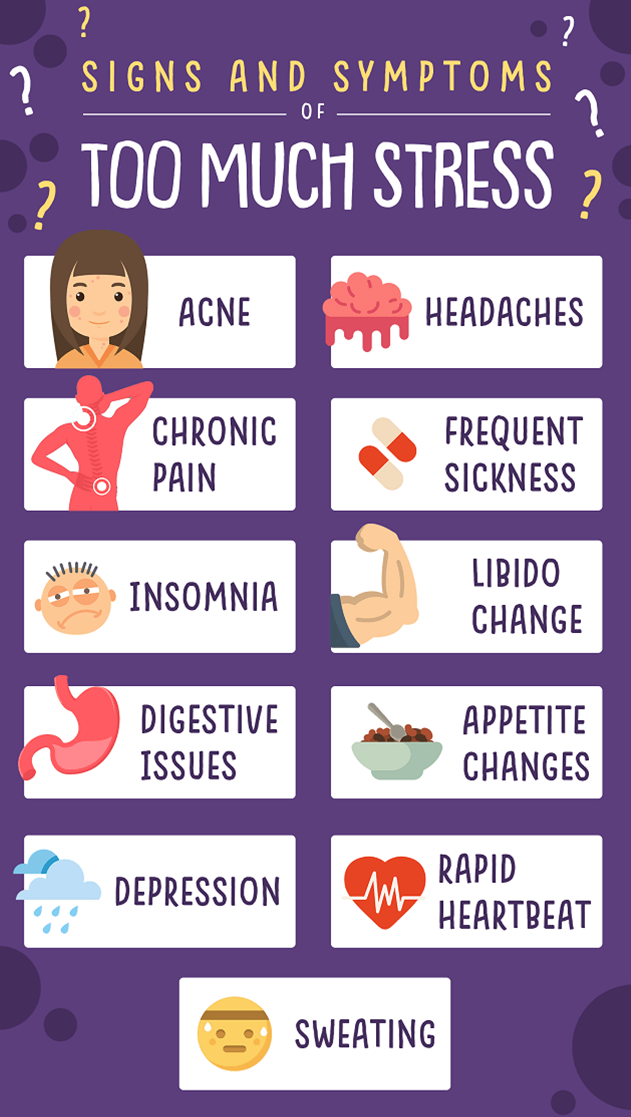 SIGNS AND SYMPTOMS
OF
TOO MUCH STRESS
ACNE
HEADACHES
CHRONIC
PAIN
FREQUENT
SICKNESS
INSOMNIA
LIBIDO
CHANGE
DIGESTIVE
ISSUES
APPETITE
CHANGES
DEPRESSION
RAPID
HEARTBEAT
SWEATING